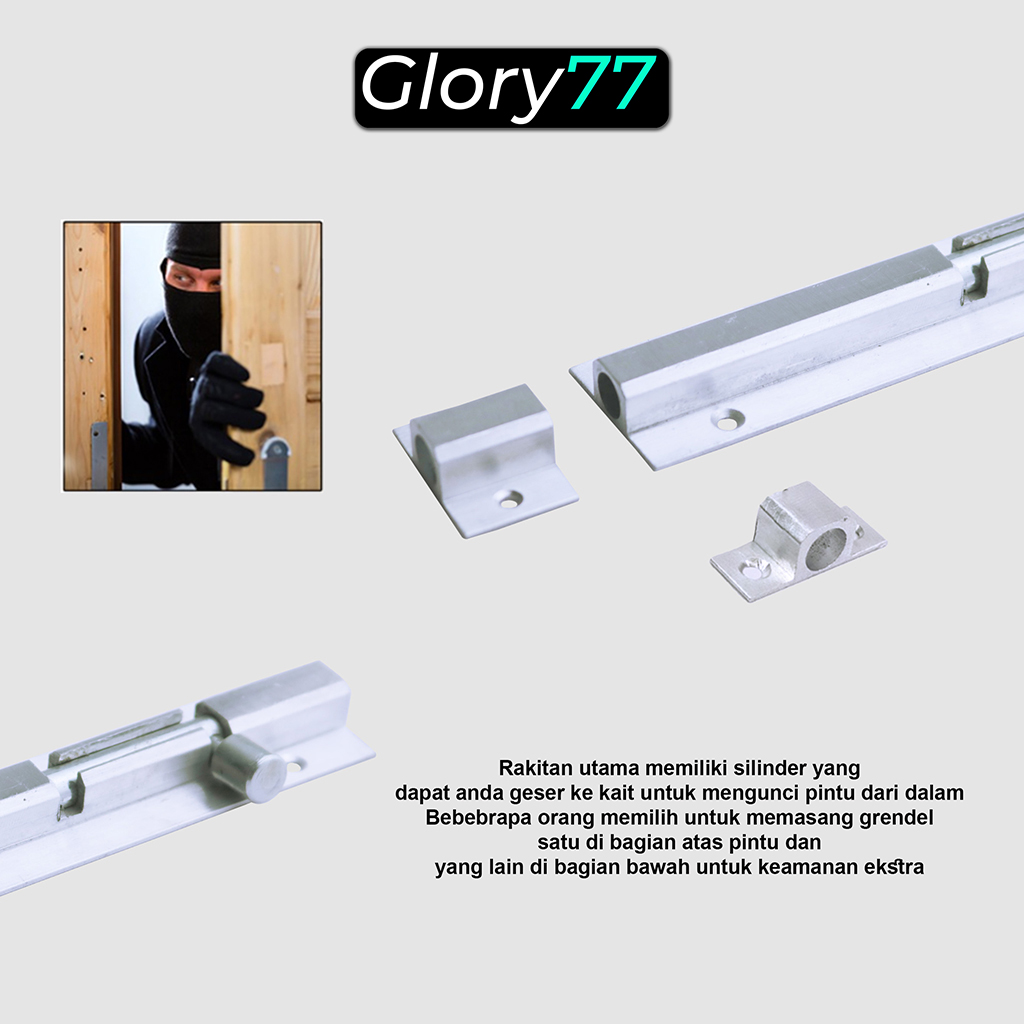 Glory77
Rakitan utama memiliki silinder yang
dapat anda geser ke kait untuk mengunci pintu dari dalam
Bebebrapa orang memilih untuk memasang grendel
satu di bagian atas pintu dan
yang lain di bagian bawah untuk keamanan ekstra